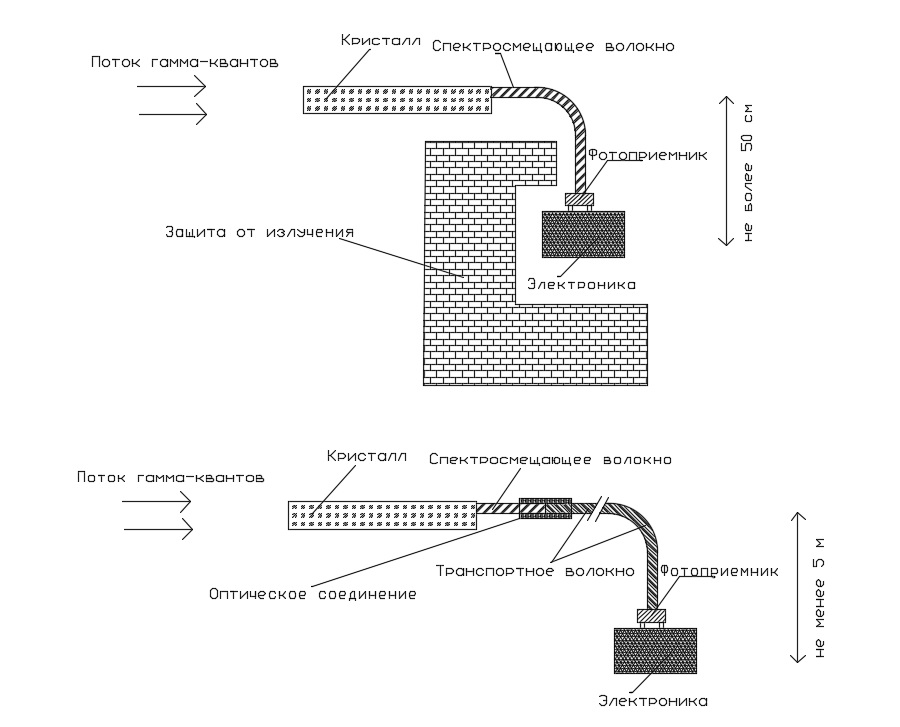 Кристалл
Спектросмещающее волокно
Поток гамма-квантов
не более 50 см
Фотоприемник
Защита от излучения
Электроника
Кристалл
Спектросмещающее волокно
Поток гамма-квантов
не менее 5 м
Транспортное волокно
Фотоприемник
Оптическое соединение
Электроника